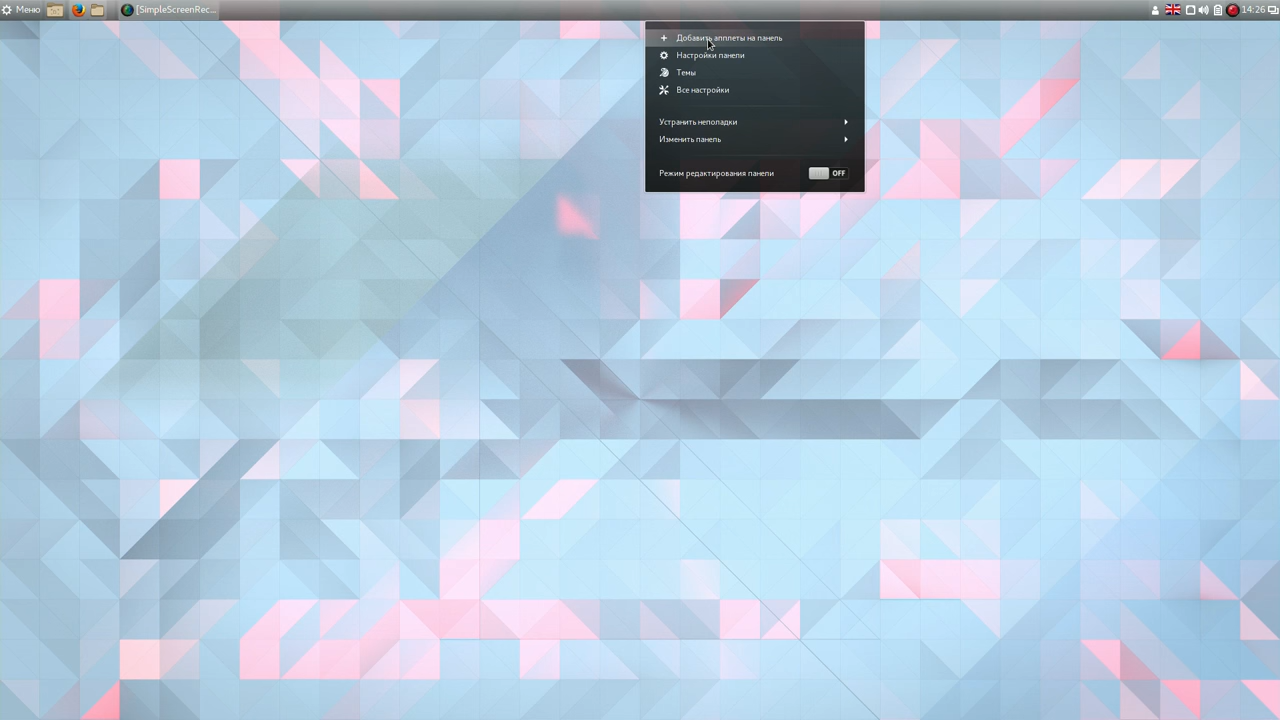 Меню
[SimpleScreenRec...
14:26
Добавить апплеты на панель
Настройки панели
Темы
Все настройки
Устранить неполадки
Изменить панель
Режим редактирования панели
OFF